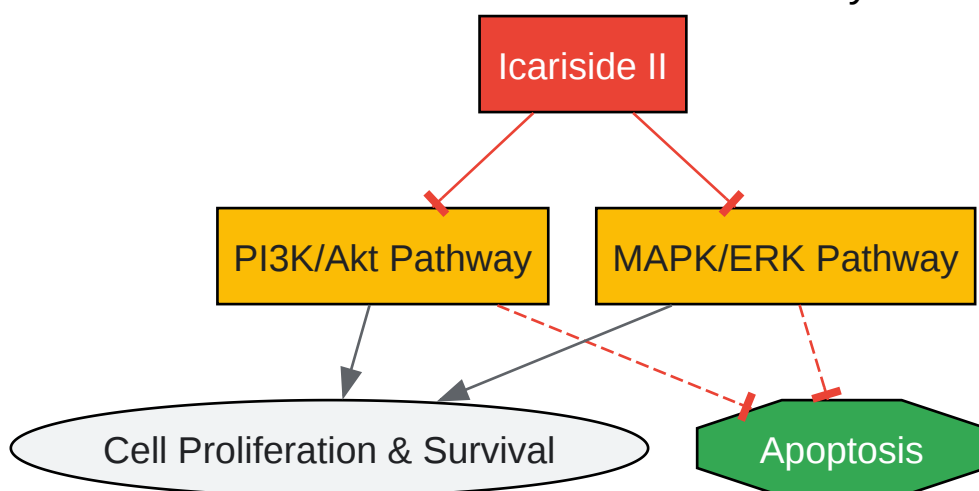 Icariside II
PI3K/Akt Pathway
MAPK/ERK Pathway
Cell Proliferation & Survival
Apoptosis